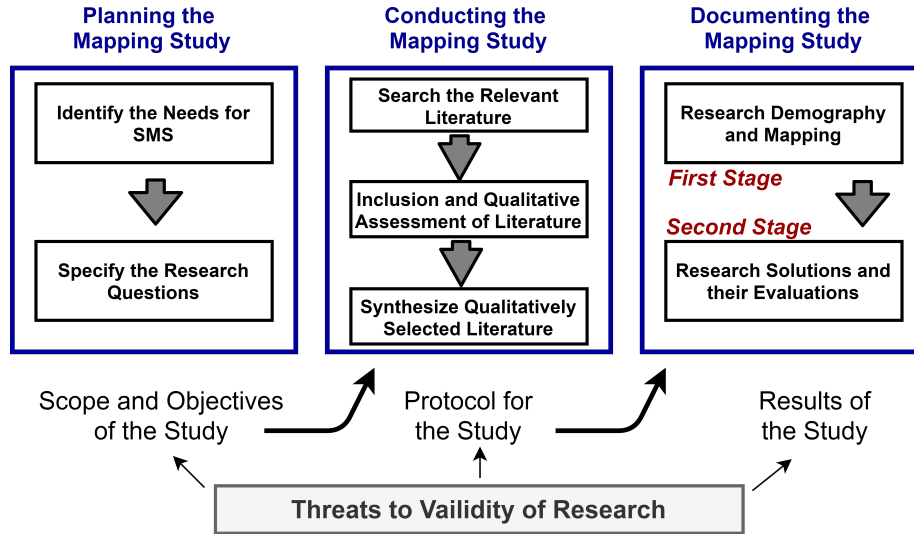 Planning the
Mapping Study
Identify the Needs for
SMS
Specify the Research
Questions
Scope and Objectives
of the Study
Conducting the
Mapping Study
Search the Relevant
Literature
Inclusion and Qualitative
Assessment of Literature
Synthesize Qualitatively
Selected Literature
Protocol for
the Study
Documenting the
Mapping Study
Research Demography
and Mapping
First Stage
Second Stage
Research Solutions and
their Evaluations
Results of
the Study
Threats to Vailidity of Research